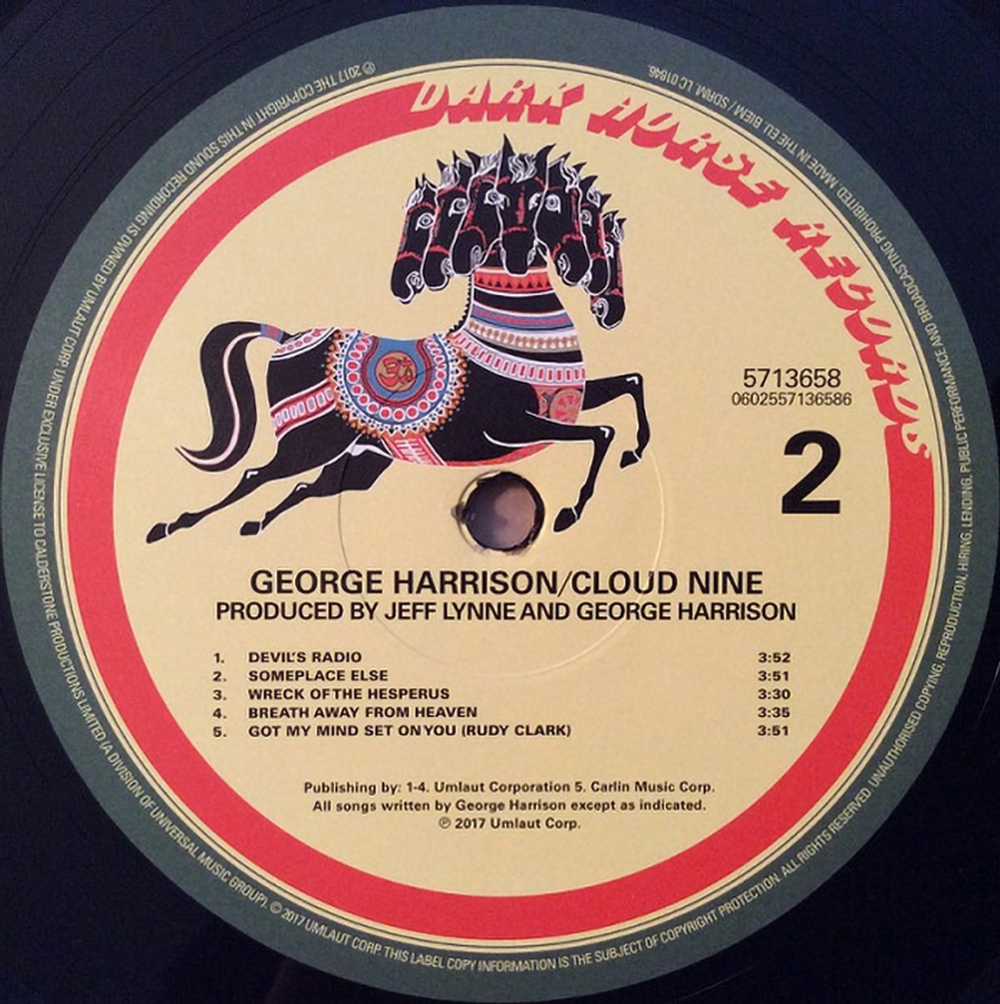 DARK HORSE RECORDS
5713658
0602557136586
2
GEORGE HARRISON/CLOUD NINE
PRODUCED BY JEFF LYNNE AND GEORGE HARRISON
1. DEVIL'S RADIO 3:52
2. SOMEPLACE ELSE 3:51
3. WRECK OF THE HESPERUS 3:30
4. BREATH AWAY FROM HEAVEN 3:35
5. GOT MY MIND SET ON YOU (RUDY CLARK) 3:51
Publishing by: 1-4. Umlaut Corporation 5. Carlin Music Corp.
All songs written by George Harrison except as indicated.
℗ 2017 Umlaut Corp.
℗ 2017 THE COPYRIGHT IN THIS SOUND RECORDING IS OWNED BY UMLAUT CORP UNDER EXCLUSIVE LICENSE TO CALDERSTONE PRODUCTIONS LIMITED (A DIVISION OF UNIVERSAL MUSIC GROUP). © 2017 UMLAUT CORP. THIS LABEL COPY INFORMATION IS THE SUBJECT OF COPYRIGHT PROTECTION. ALL RIGHTS RESERVED. UNAUTHORISED COPYING, REPRODUCTION, HIRING, LENDING, PUBLIC PERFORMANCE AND BROADCASTING PROHIBITED. MADE IN THE EU BIEM / SDRM. LC 01846.
ॐ